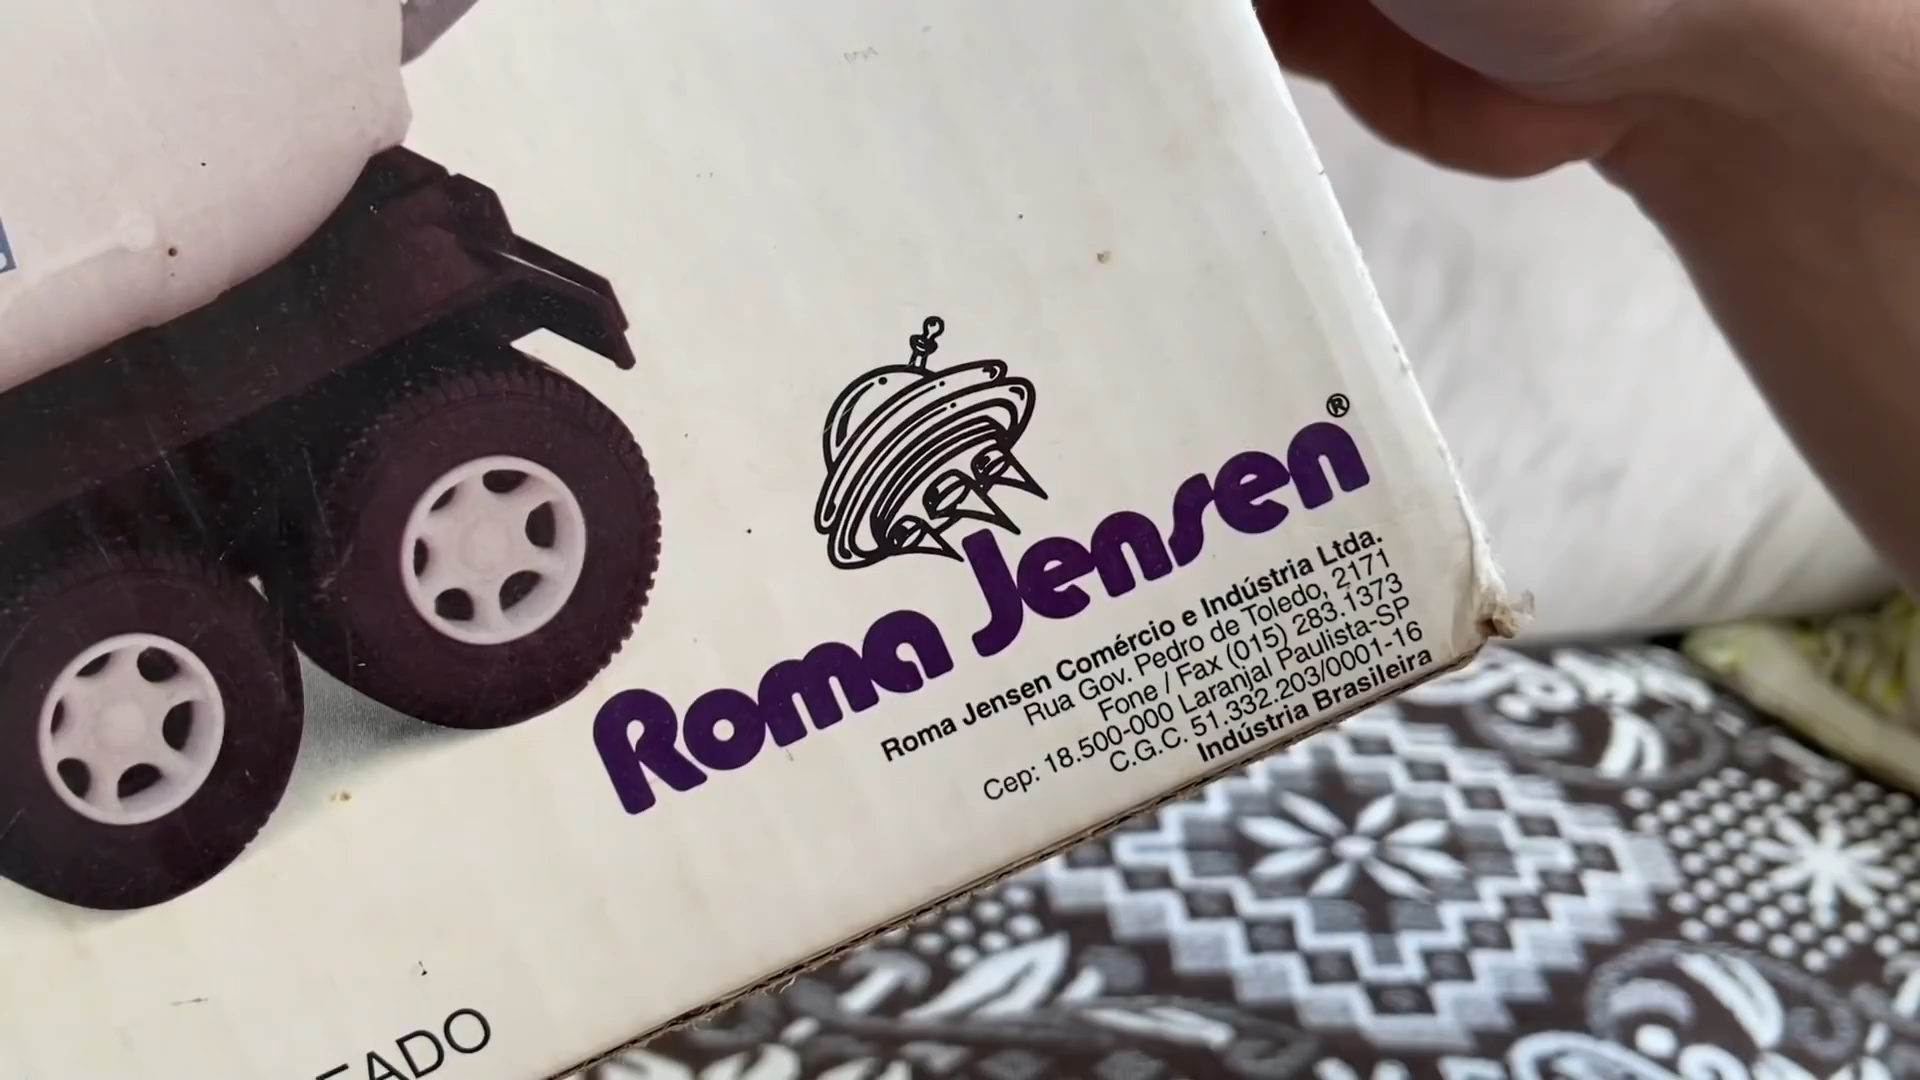 Roma Jensen®
Roma Jensen Comércio e Indústria Ltda.
Rua Gov. Pedro de Toledo, 2171
Fone / Fax (015) 283.1373
Cep: 18.500-000 Laranjal Paulista-SP
C.G.C. 51.332.203/0001-16
Indústria Brasileira
EADO